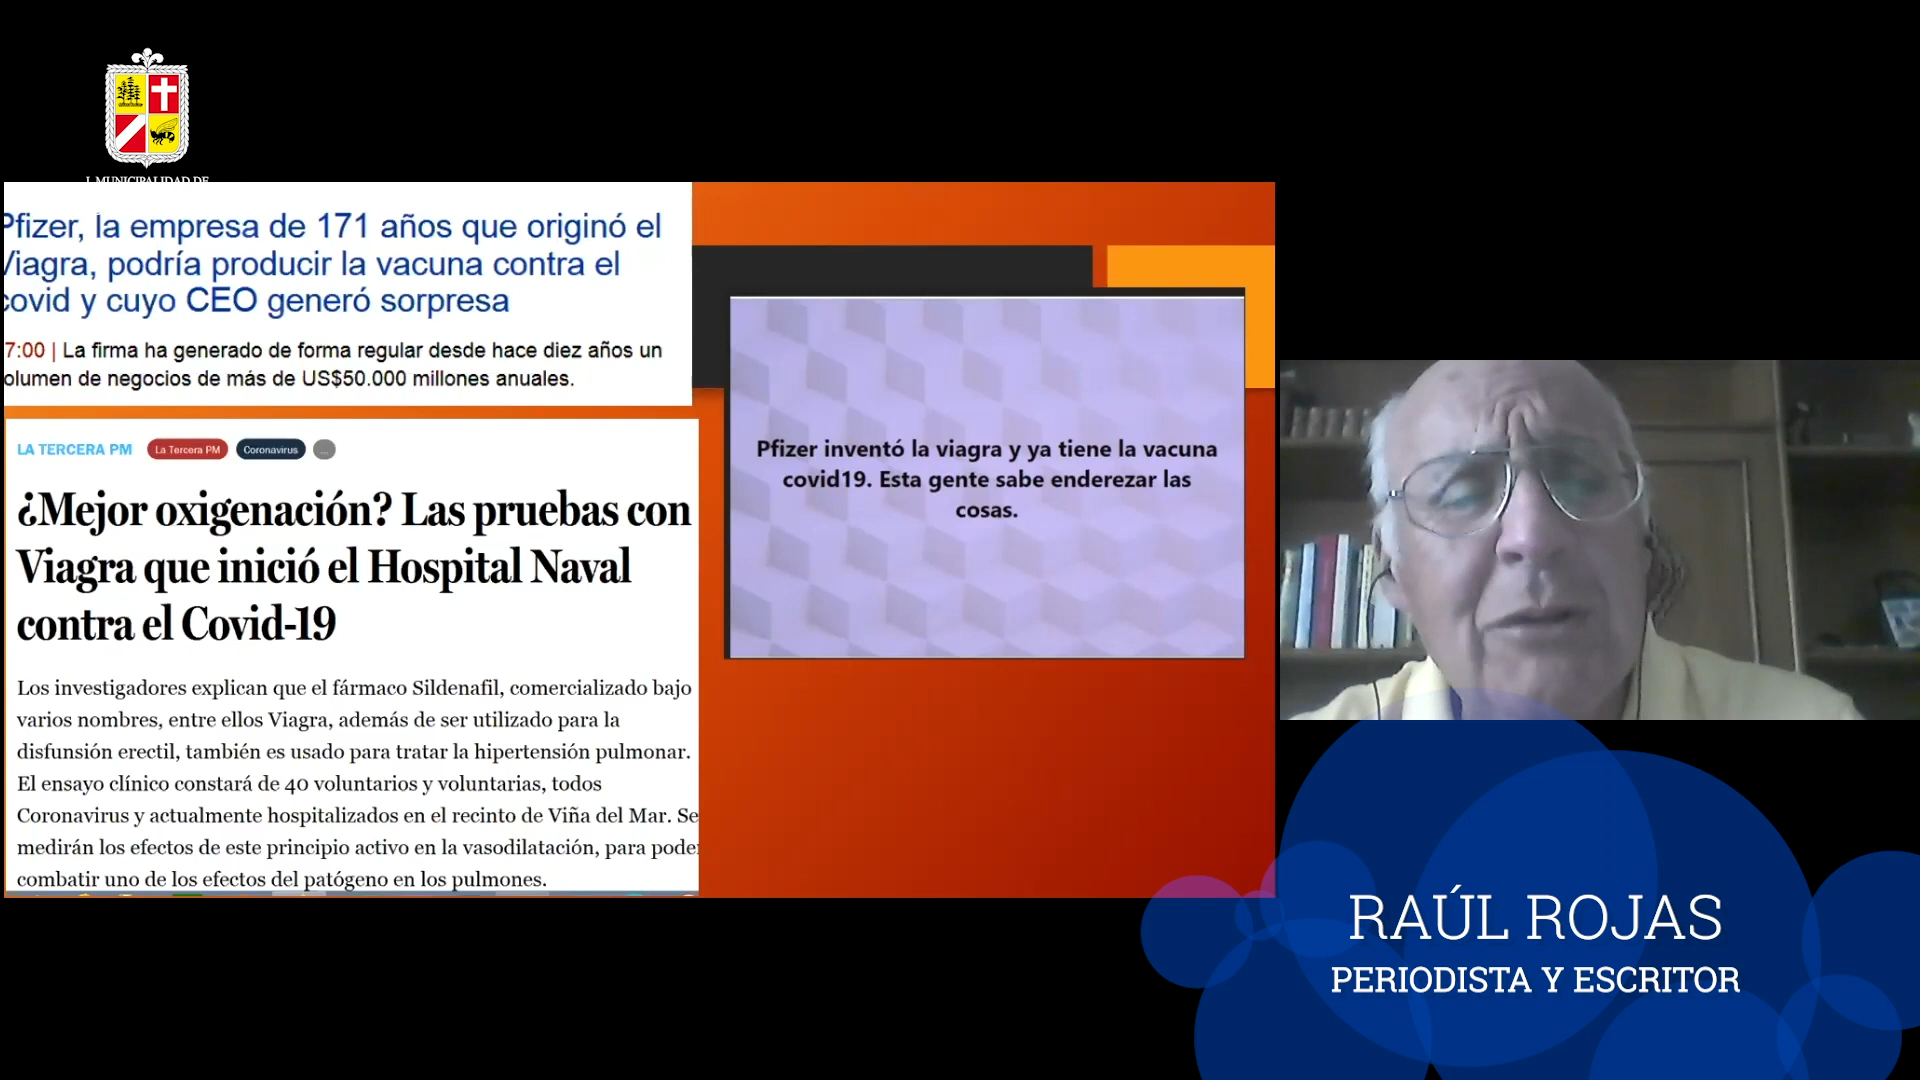 I. MUNICIPALIDAD DE
Pfizer, la empresa de 171 años que originó el
Viagra, podría producir la vacuna contra el
covid y cuyo CEO generó sorpresa
7:00 | La firma ha generado de forma regular desde hace diez años un
olumen de negocios de más de US$50.000 millones anuales.
LA TERCERA PM La Tercera PM Coronavirus ...
¿Mejor oxigenación? Las pruebas con
Viagra que inició el Hospital Naval
contra el Covid-19
Los investigadores explican que el fármaco Sildenafil, comercializado bajo
varios nombres, entre ellos Viagra, además de ser utilizado para la
disfunsión erectil, también es usado para tratar la hipertensión pulmonar.
El ensayo clínico constará de 40 voluntarios y voluntarias, todos
Coronavirus y actualmente hospitalizados en el recinto de Viña del Mar. Se
medirán los efectos de este principio activo en la vasodilatación, para poder
combatir uno de los efectos del patógeno en los pulmones.
Pfizer inventó la viagra y ya tiene la vacuna
covid19. Esta gente sabe enderezar las
cosas.
RAÚL ROJAS
PERIODISTA Y ESCRITOR